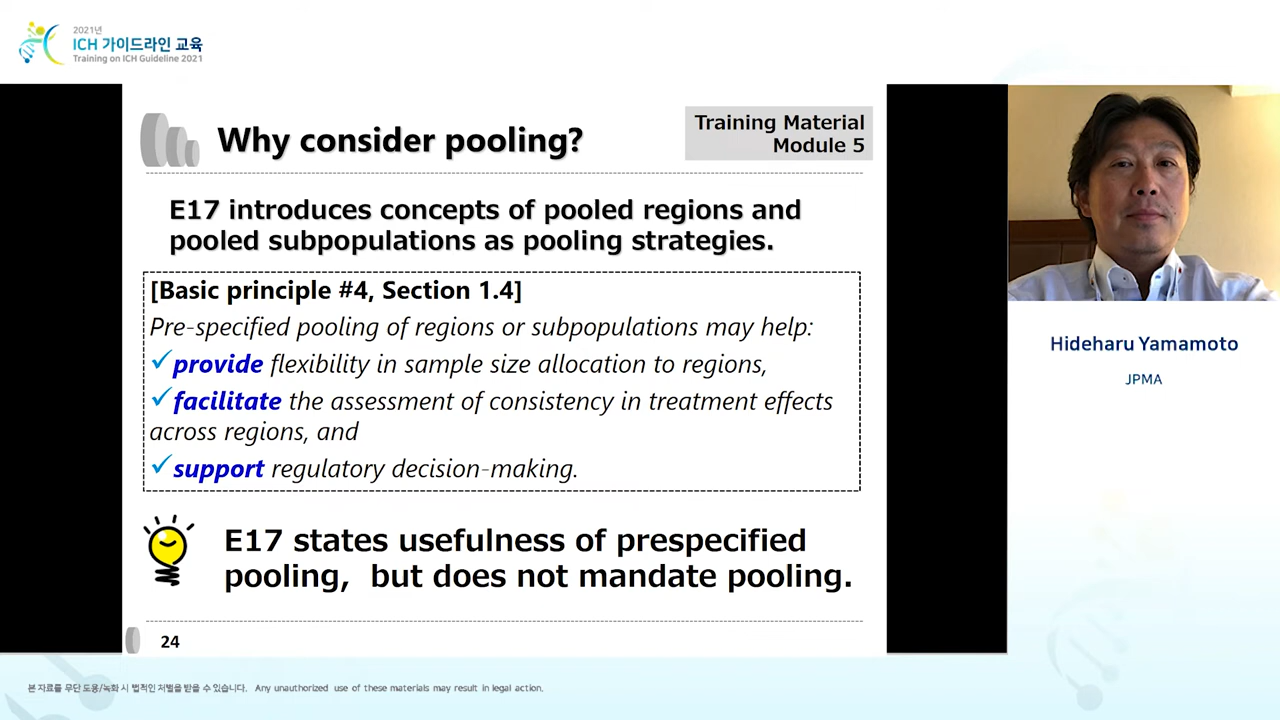 2021년
ICH 가이드라인 교육
Training on ICH Guideline 2021
Why consider pooling?
Training Material
Module 5
E17 introduces concepts of pooled regions and
pooled subpopulations as pooling strategies.
[Basic principle #4, Section 1.4]
Pre-specified pooling of regions or subpopulations may help:
✓provide flexibility in sample size allocation to regions,
✓facilitate the assessment of consistency in treatment effects
across regions, and
✓support regulatory decision-making.
E17 states usefulness of prespecified
pooling, but does not mandate pooling.
24
Hideharu Yamamoto
JPMA
본 자료를 무단 도용/녹화 시 법적인 처벌을 받을 수 있습니다. Any unauthorized use of these materials may result in legal action.